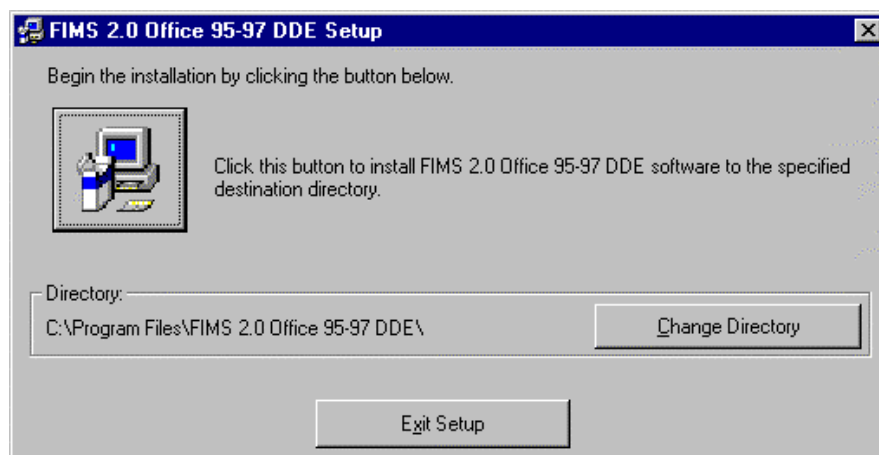 FIMS 2.0 Office 95-97 DDE Setup
Begin the installation by clicking the button below.
Click this button to install FIMS 2.0 Office 95-97 DDE software to the specified
destination directory.
Directory:
C:\Program Files\FIMS 2.0 Office 95-97 DDE\
Change Directory
Exit Setup